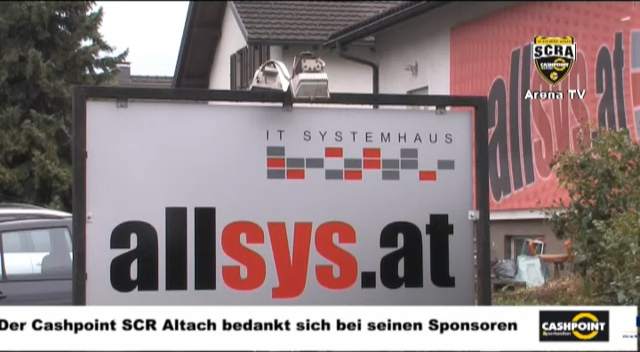 SCRA
CASHPOINT
Arena TV
allsys.at
IT SYSTEMHAUS
allsys.at
Der Cashpoint SCR Altach bedankt sich bei seinen Sponsoren
CASHPOINT